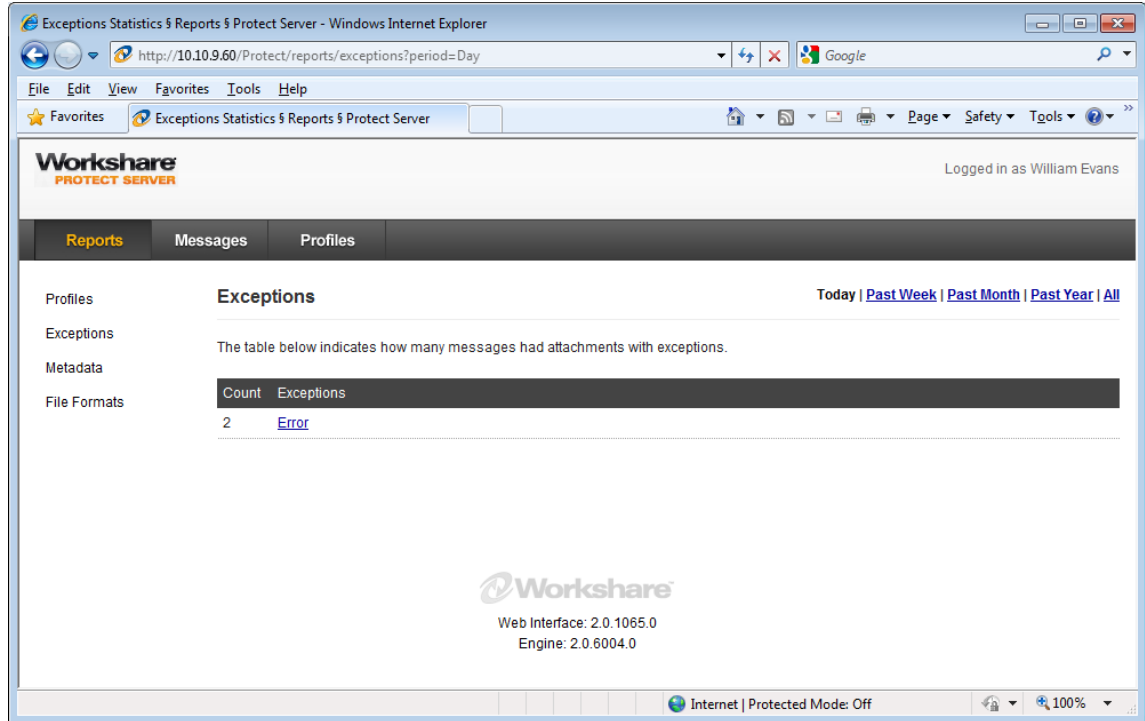 Exceptions Statistics § Reports § Protect Server - Windows Internet Explorer
http://10.10.9.60/Protect/reports/exceptions?period=Day
Google
File Edit View Favorites Tools Help
Favorites Exceptions Statistics § Reports § Protect Server Page Safety Tools
Workshare
PROTECT SERVER
Logged in as William Evans
Reports Messages Profiles
Profiles
Exceptions
Metadata
File Formats
Exceptions
Today | Past Week | Past Month | Past Year | All
The table below indicates how many messages had attachments with exceptions.
Count Exceptions
2 Error
Workshare
Web Interface: 2.0.1065.0
Engine: 2.0.6004.0
Internet | Protected Mode: Off 100%